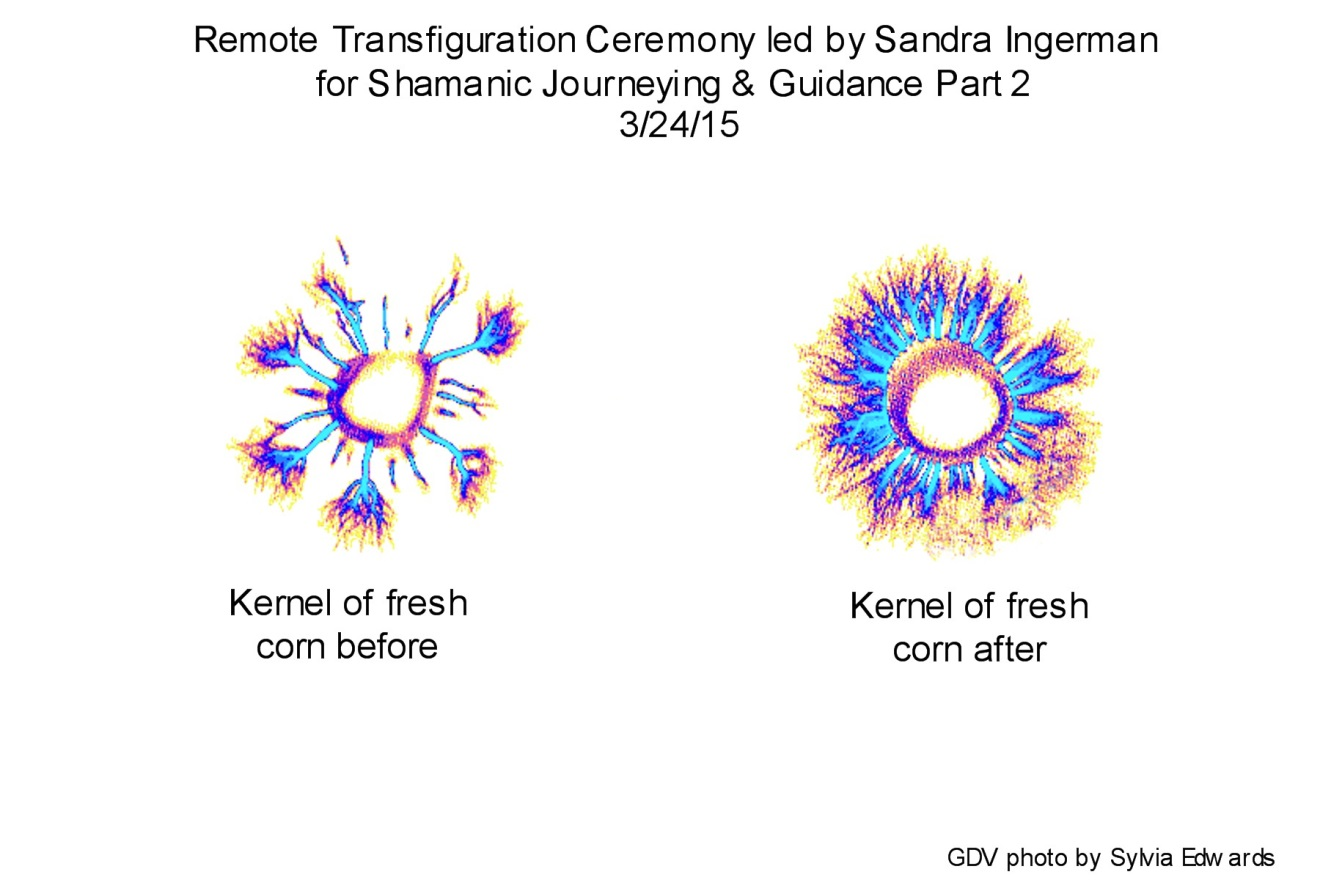 Remote Transfiguration Ceremony led by Sandra Ingerman
for Shamanic Journeying & Guidance Part 2
3/24/15
Kernel of fresh
corn before
Kernel of fresh
corn after
GDV photo by Sylvia Edwards